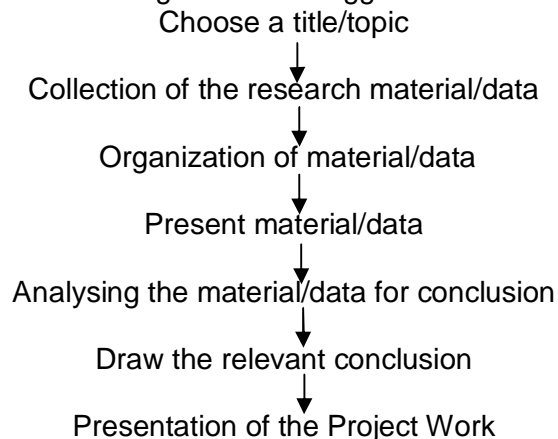 Choose a title/topic
Collection of the research material/data
Organization of material/data
Present material/data
Analysing the material/data for conclusion
Draw the relevant conclusion
Presentation of the Project Work